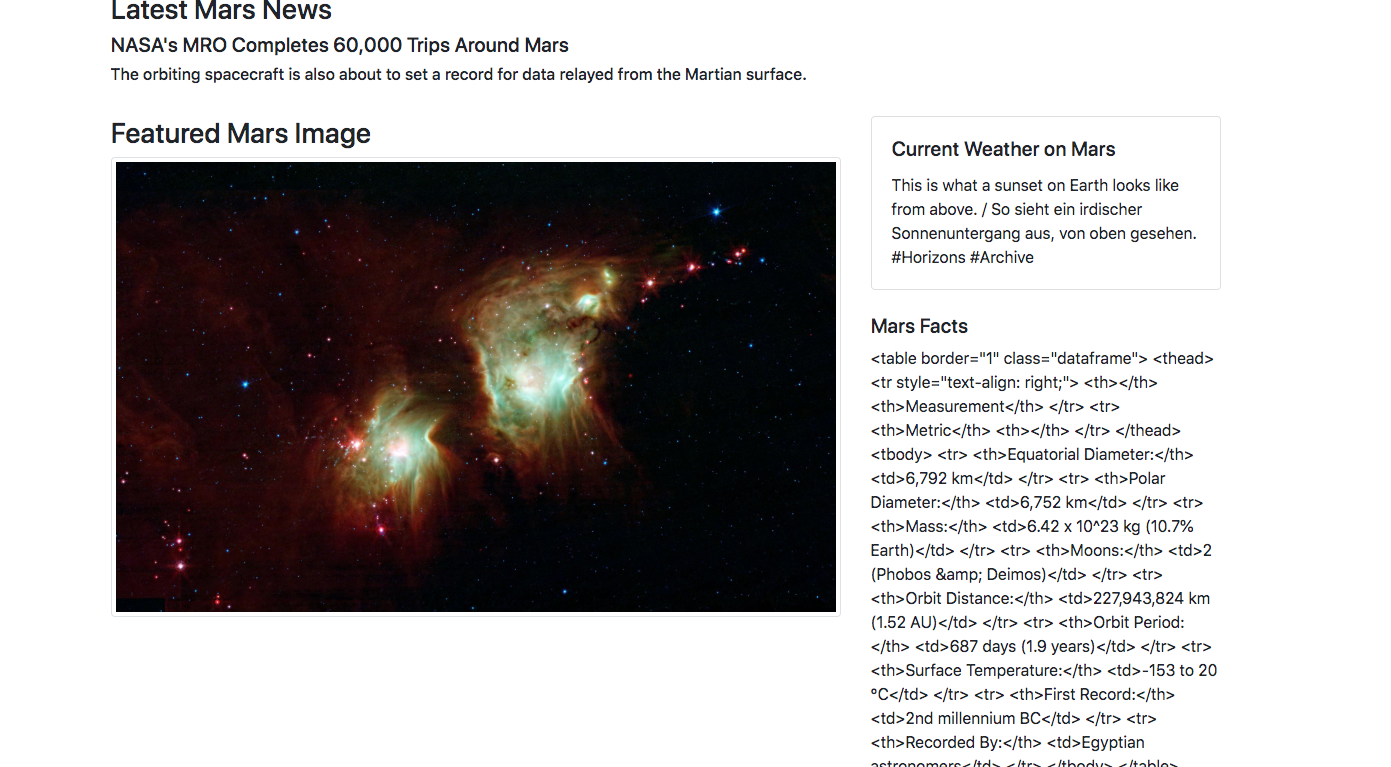 Latest Mars News
NASA's MRO Completes 60,000 Trips Around Mars
The orbiting spacecraft is also about to set a record for data relayed from the Martian surface.
Featured Mars Image
Current Weather on Mars
This is what a sunset on Earth looks like
from above. / So sieht ein irdischer
Sonnenuntergang aus, von oben gesehen.
#Horizons #Archive
Mars Facts
<table border="1" class="dataframe"> <thead>
<tr style="text-align: right;"> <th></th>
<th>Measurement</th> </tr> <tr>
<th>Metric</th> <th></th> </tr> </thead>
<tbody> <tr> <th>Equatorial Diameter:</th>
<td>6,792 km</td> </tr> <tr> <th>Polar
Diameter:</th> <td>6,752 km</td> </tr> <tr>
<th>Mass:</th> <td>6.42 x 10^23 kg (10.7%
Earth)</td> </tr> <tr> <th>Moons:</th> <td>2
(Phobos &amp; Deimos)</td> </tr> <tr>
<th>Orbit Distance:</th> <td>227,943,824 km
(1.52 AU)</td> </tr> <tr> <th>Orbit Period:
</th> <td>687 days (1.9 years)</td> </tr> <tr>
<th>Surface Temperature:</th> <td>-153 to 20
°C</td> </tr> <tr> <th>First Record:</th>
<td>2nd millennium BC</td> </tr> <tr>
<th>Recorded By:</th> <td>Egyptian
astronomers</td> </tr> </tbody> </table>